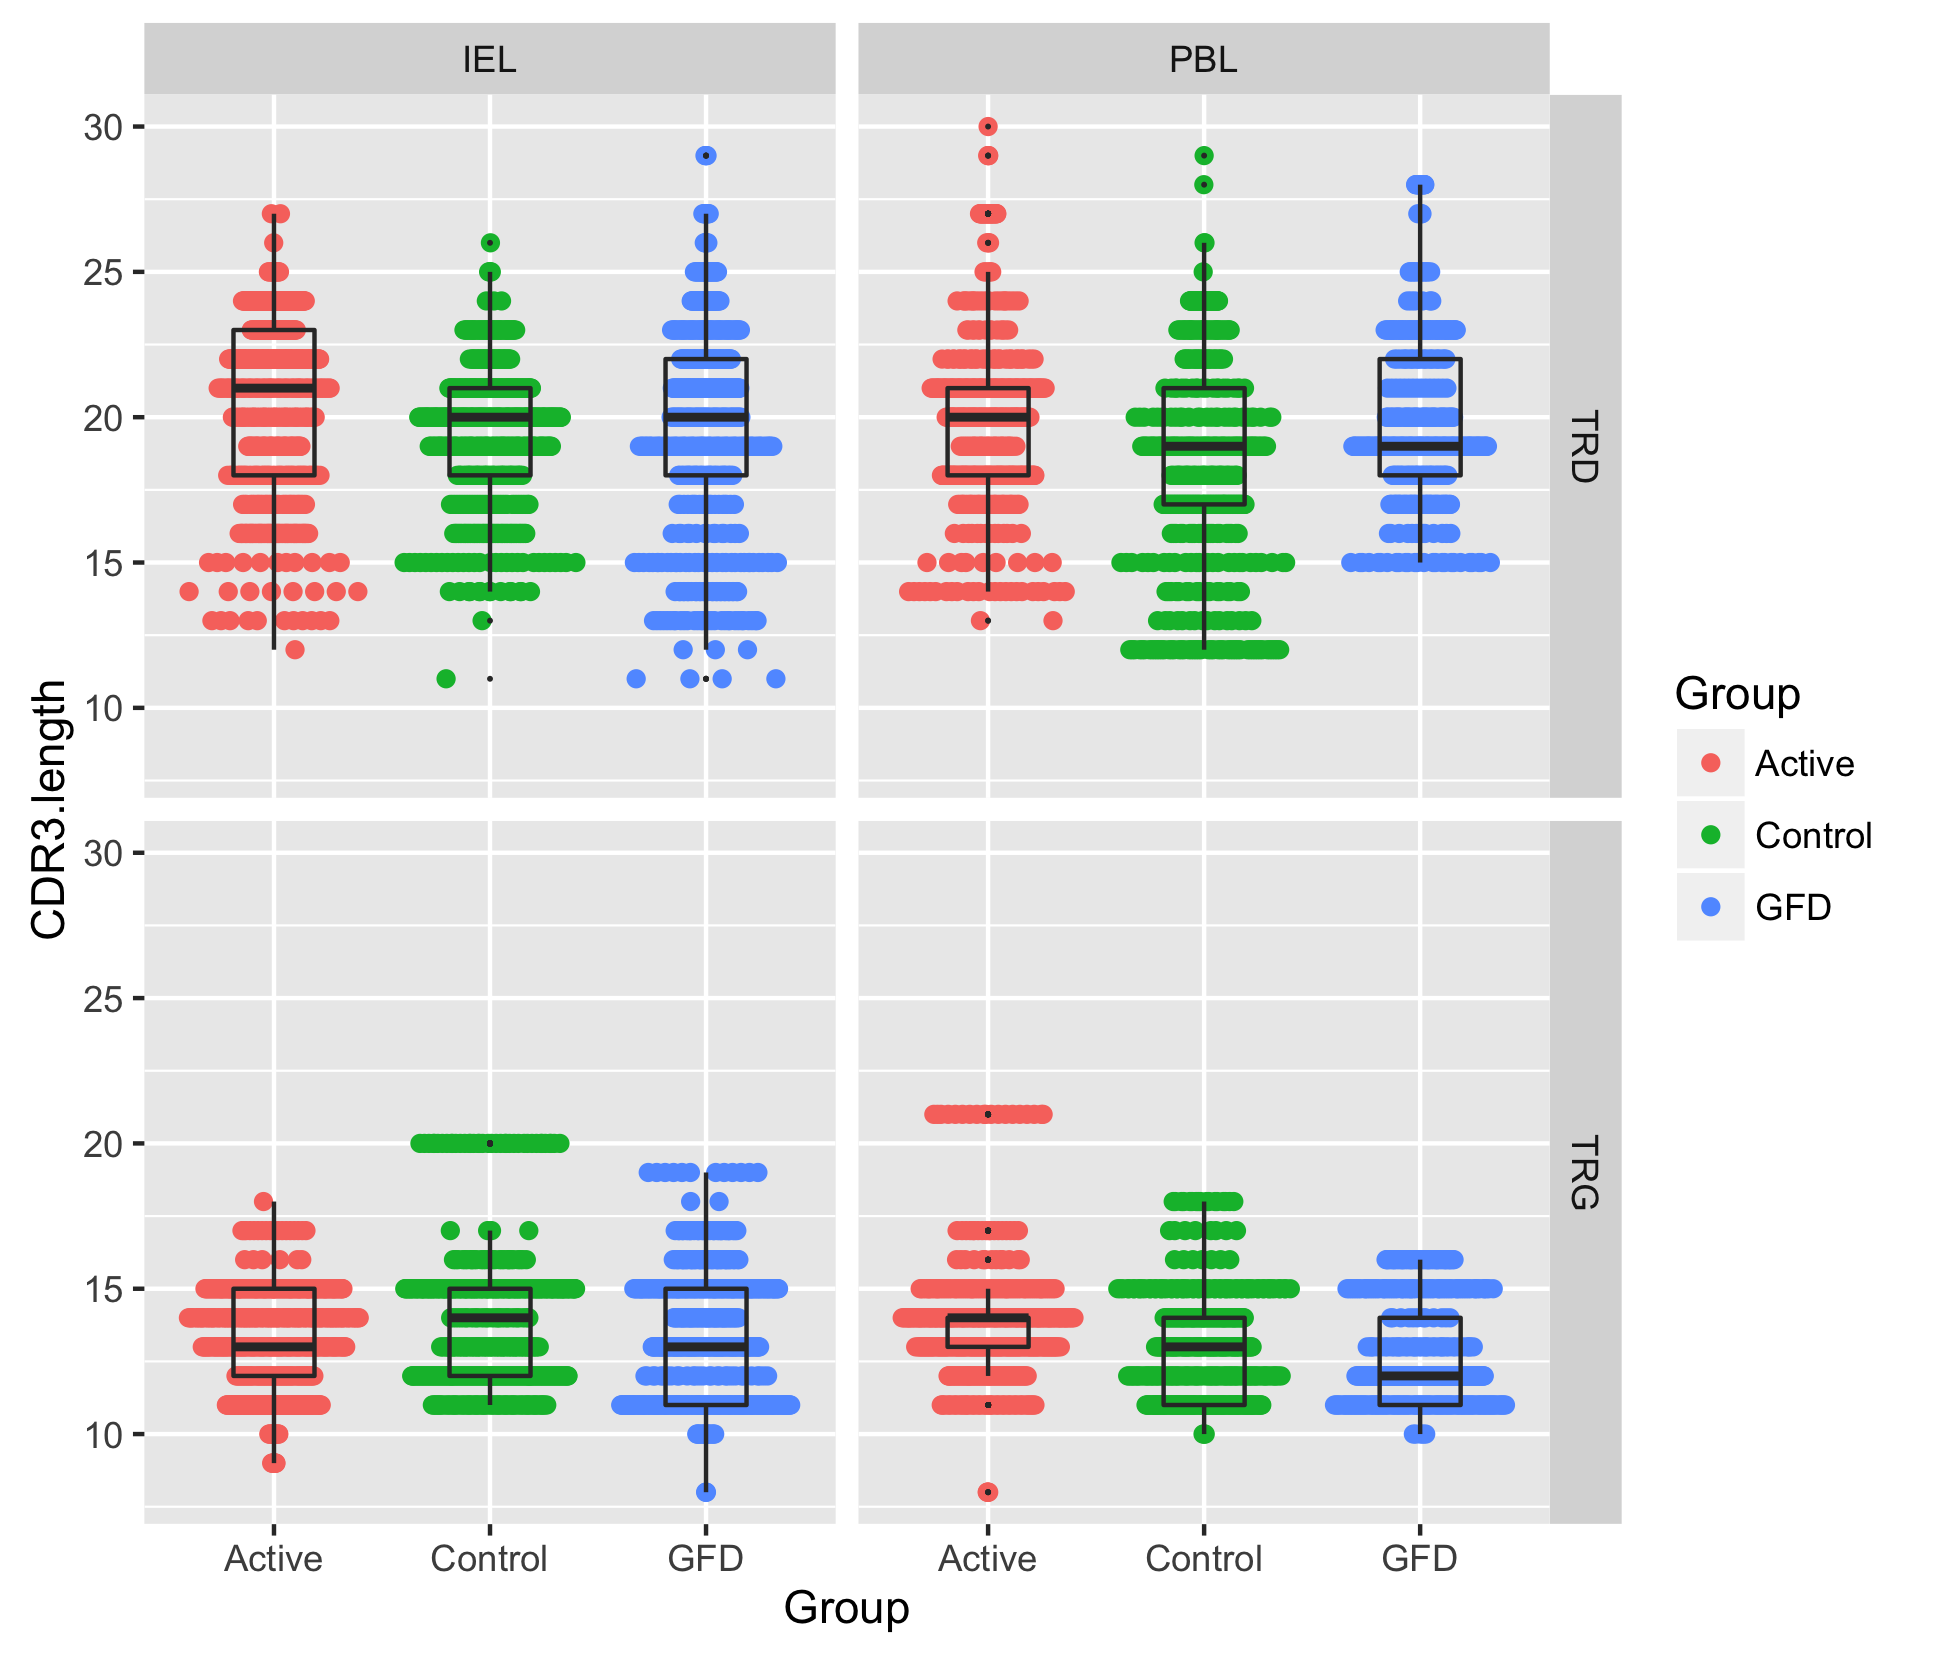 IEL
PBL
30
25
20
15
10
TRD
30
25
20
15
10
TRG
CDR3.length
Active
Control
GFD
Active
Control
GFD
Group
Group
Active
Control
GFD